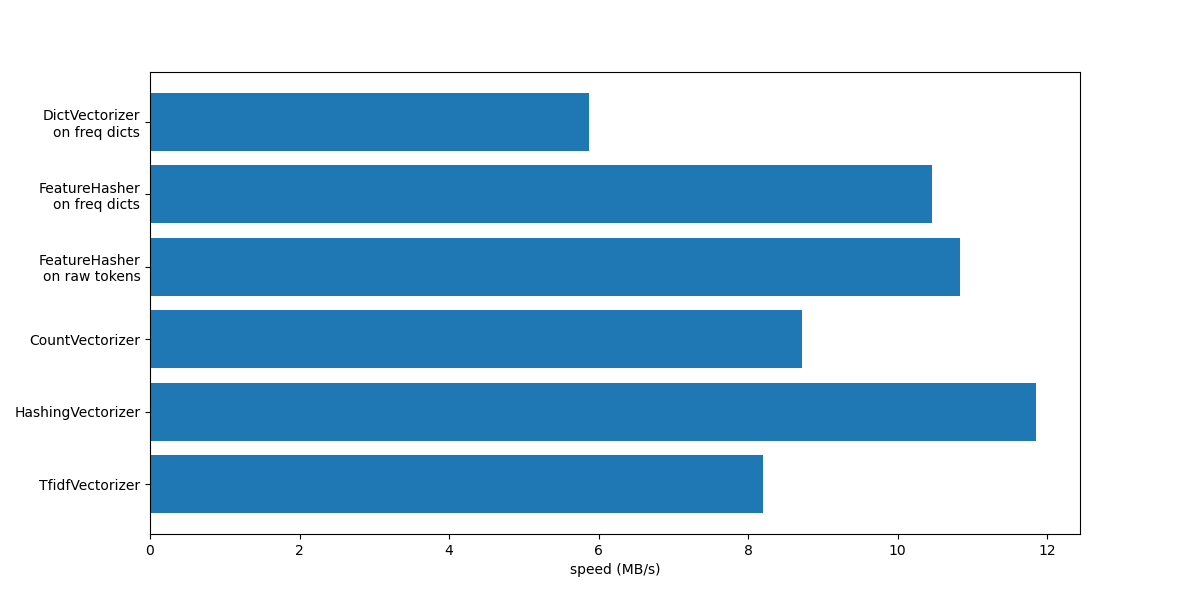 DictVectorizer
on freq dicts
FeatureHasher
on freq dicts
FeatureHasher
on raw tokens
CountVectorizer
HashingVectorizer
TfidfVectorizer
0 2 4 6 8 10 12
speed (MB/s)